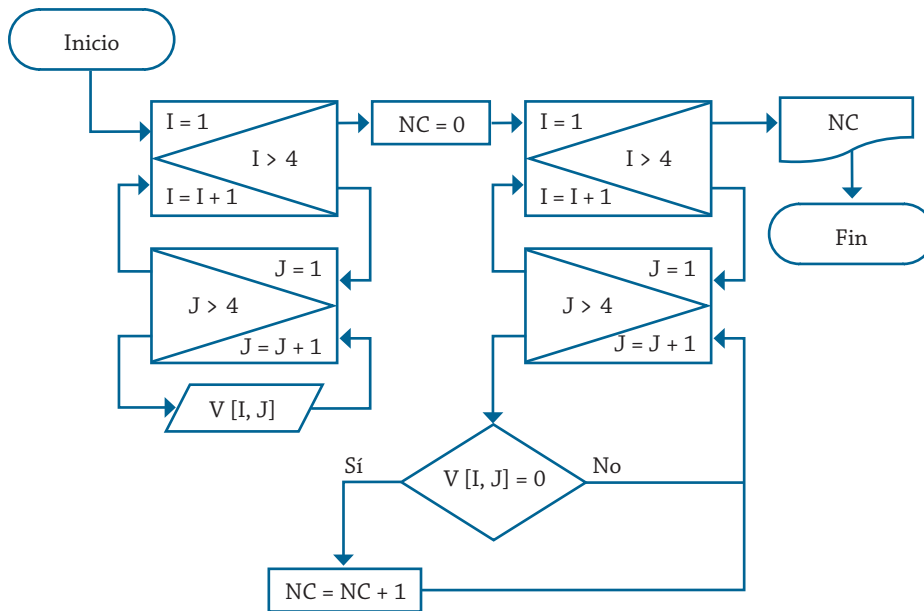 Inicio
I = 1
I > 4
I = I + 1
NC = 0
I = 1
I > 4
I = I + 1
NC
Fin
J = 1
J > 4
J = J + 1
V [I, J]
J = 1
J > 4
J = J + 1
V [I, J] = 0
Sí
No
NC = NC + 1